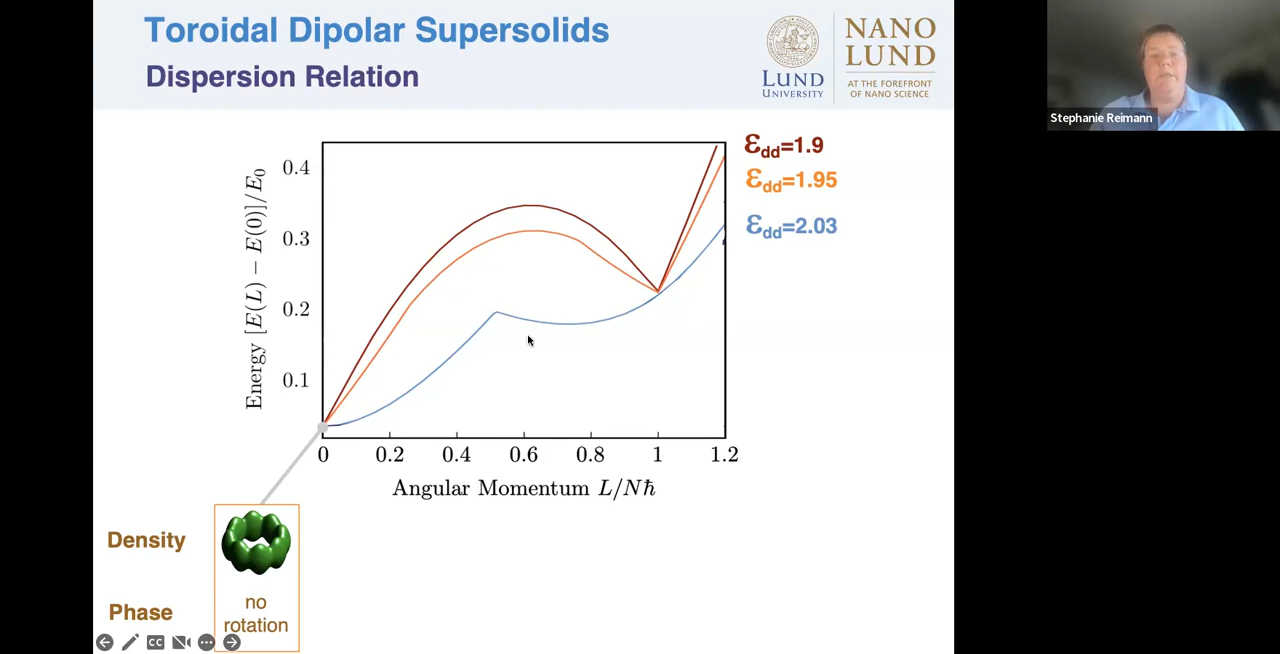 Toroidal Dipolar Supersolids
Dispersion Relation
LUND
UNIVERSITY
NANO
LUND
AT THE FOREFRONT
OF NANO SCIENCE
Stephanie Reimann
Energy [E(L) − E(0)]/E₀
0.4
0.3
0.2
0.1
0 0.2 0.4 0.6 0.8 1 1.2
Angular Momentum L/Nℏ
εdd=1.9
εdd=1.95
εdd=2.03
Density
Phase
no
rotation
CC